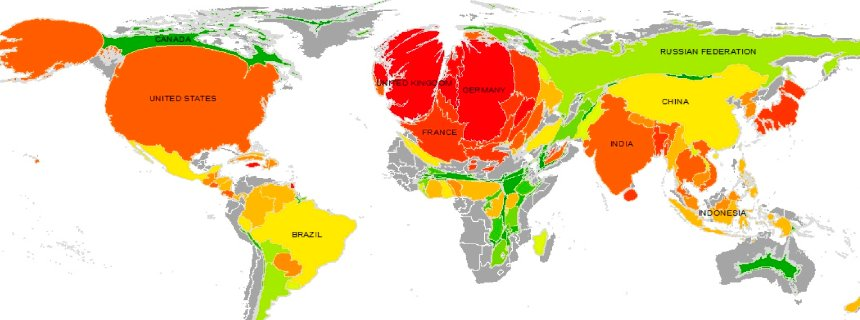 CANADA
RUSSIAN FEDERATION
UNITED KINGDOM
GERMANY
UNITED STATES
CHINA
FRANCE
INDIA
INDONESIA
BRAZIL